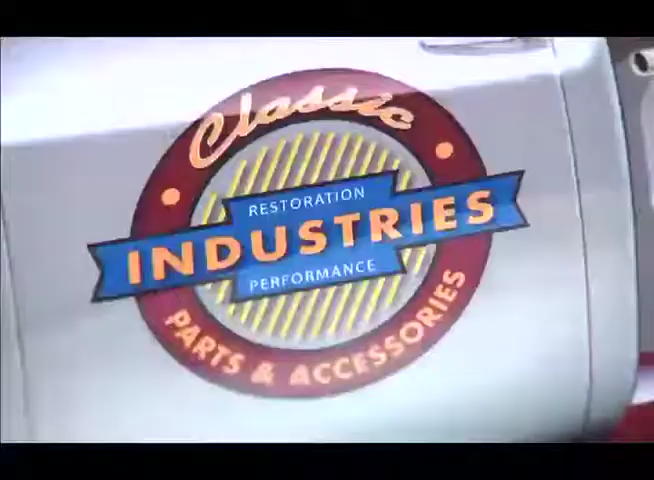 Classic
RESTORATION
INDUSTRIES
PERFORMANCE
PARTS & ACCESSORIES